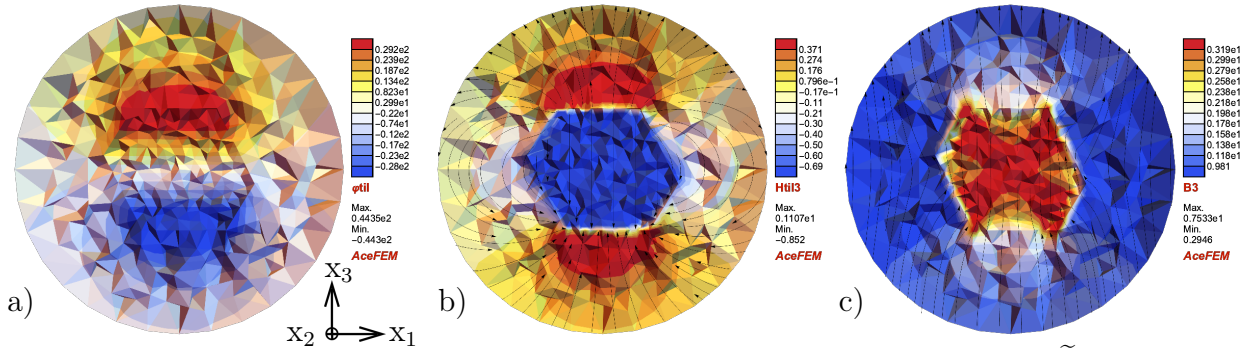 0.292e2
0.239e2
0.187e2
0.134e2
0.823e1
0.299e1
−0.22e1
−0.74e1
−0.12e2
−0.17e2
−0.23e2
−0.28e2
φtil
Max.
0.4435e2
Min.
−0.443e2
AceFEM
a)
x3
x2
x1
0.371
0.274
0.176
0.796e−1
−0.17e−1
−0.11
−0.21
−0.30
−0.40
−0.50
−0.60
−0.69
Htil3
Max.
0.1107e1
Min.
−0.852
AceFEM
b)
0.319e1
0.299e1
0.279e1
0.258e1
0.238e1
0.218e1
0.198e1
0.178e1
0.158e1
0.138e1
0.118e1
0.981
B3
Max.
0.7533e1
Min.
0.2946
AceFEM
c)